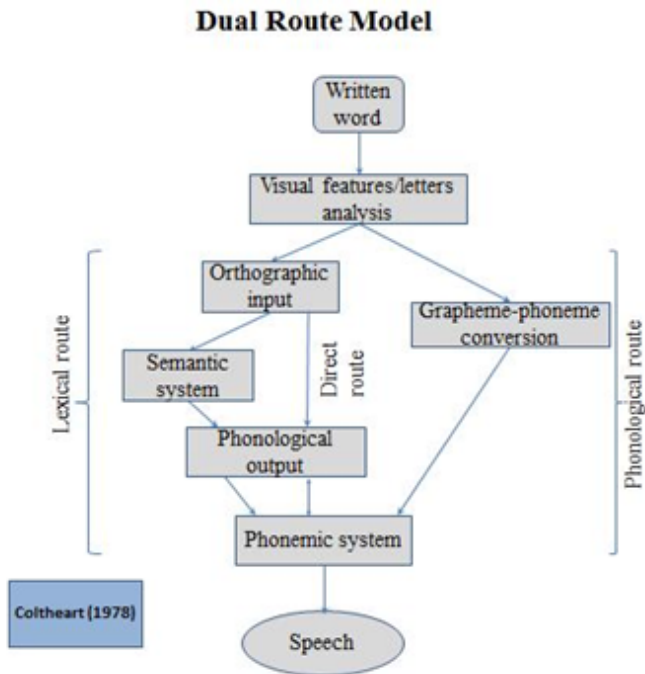 Dual Route Model
Written
word
Visual features/letters
analysis
Orthographic
input
Grapheme-phoneme
conversion
Semantic
system
Direct
route
Phonological
output
Phonemic system
Speech
Lexical route
Phonological route
Coltheart (1978)